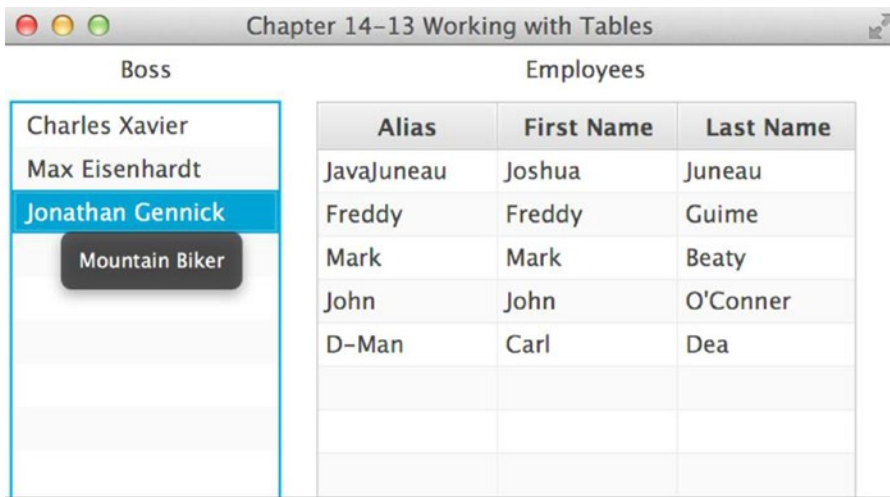 Chapter 14-13 Working with Tables
Boss
Employees
Charles Xavier
Max Eisenhardt
Jonathan Gennick
Mountain Biker
Alias First Name Last Name
JavaJuneau Joshua Juneau
Freddy Freddy Guime
Mark Mark Beaty
John John O'Conner
D-Man Carl Dea